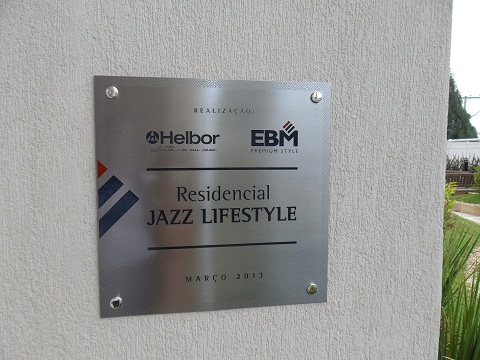 REALIZAÇÃO:
Helbor EBM
PREMIUM STYLE
Residencial
JAZZ LIFESTYLE
MARÇO 2013